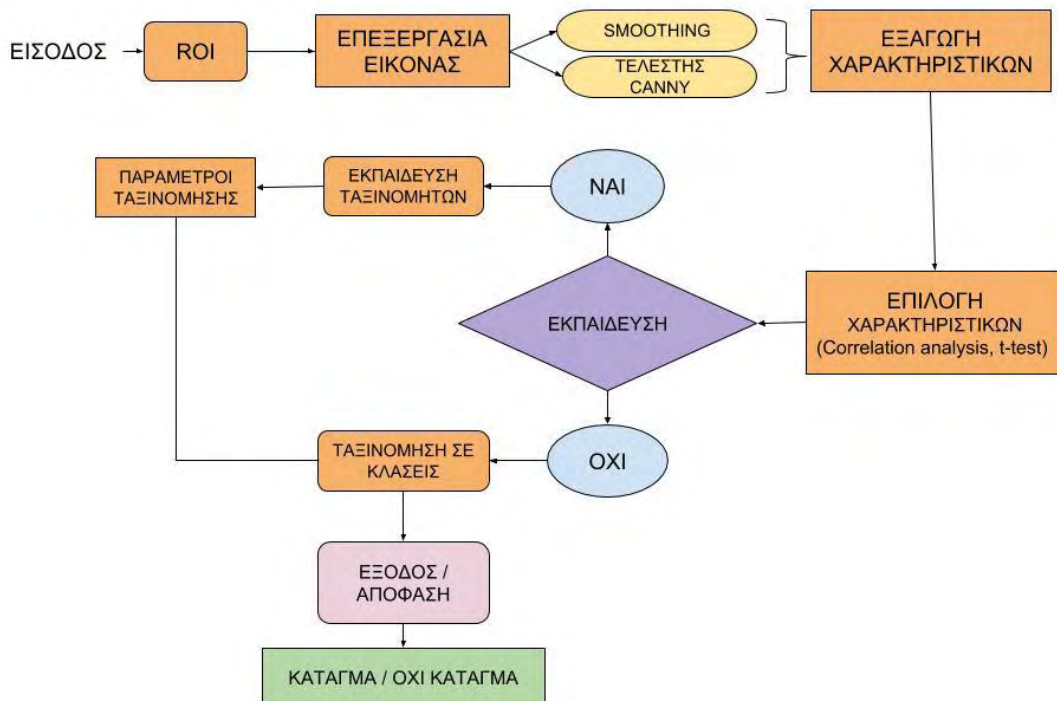 ΕΙΣΟΔΟΣ
ROI
ΕΠΕΞΕΡΓΑΣΙΑ
ΕΙΚΟΝΑΣ
SMOOTHING
ΤΕΛΕΣΤΗΣ
CANNY
ΕΞΑΓΩΓΗ
ΧΑΡΑΚΤΗΡΙΣΤΙΚΩΝ
ΕΠΙΛΟΓΗ
ΧΑΡΑΚΤΗΡΙΣΤΙΚΩΝ
(Correlation analysis, t-test)
ΕΚΠΑΙΔΕΥΣΗ
ΝΑΙ
ΕΚΠΑΙΔΕΥΣΗ
ΤΑΞΙΝΟΜΗΤΩΝ
ΠΑΡΑΜΕΤΡΟΙ
ΤΑΞΙΝΟΜΗΣΗΣ
ΟΧΙ
ΤΑΞΙΝΟΜΗΣΗ ΣΕ
ΚΛΑΣΕΙΣ
ΕΞΟΔΟΣ /
ΑΠΟΦΑΣΗ
ΚΑΤΑΓΜΑ / ΟΧΙ ΚΑΤΑΓΜΑ